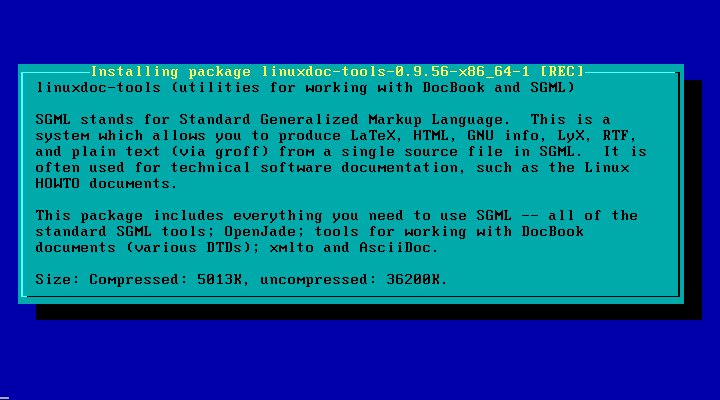 Installing package linuxdoc-tools-0.9.56-x86_64-1 [REC]
linuxdoc-tools (utilities for working with DocBook and SGML)
SGML stands for Standard Generalized Markup Language.  This is a
system which allows you to produce LaTeX, HTML, GNU info, LyX, RTF,
and plain text (via groff) from a single source file in SGML.  It is
often used for technical software documentation, such as the Linux
HOWTO documents.
This package includes everything you need to use SGML -- all of the
standard SGML tools; OpenJade; tools for working with DocBook
documents (various DTDs); xmlto and AsciiDoc.
Size: Compressed: 5013K, uncompressed: 36200K.